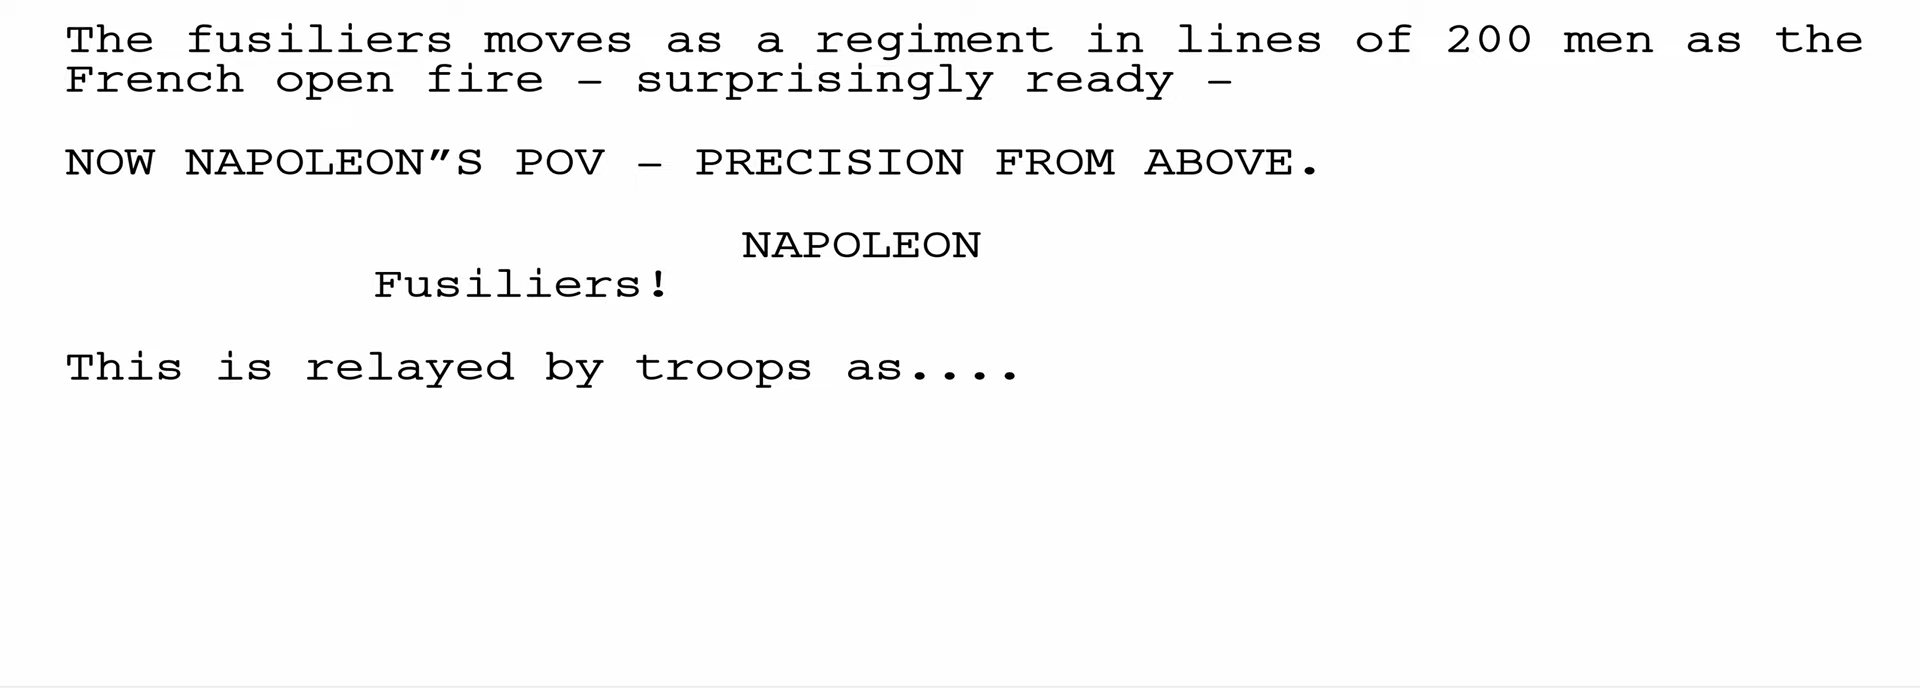 The fusiliers moves as a regiment in lines of 200 men as the
French open fire – surprisingly ready –
NOW NAPOLEON”S POV – PRECISION FROM ABOVE.
NAPOLEON
Fusiliers!
This is relayed by troops as....